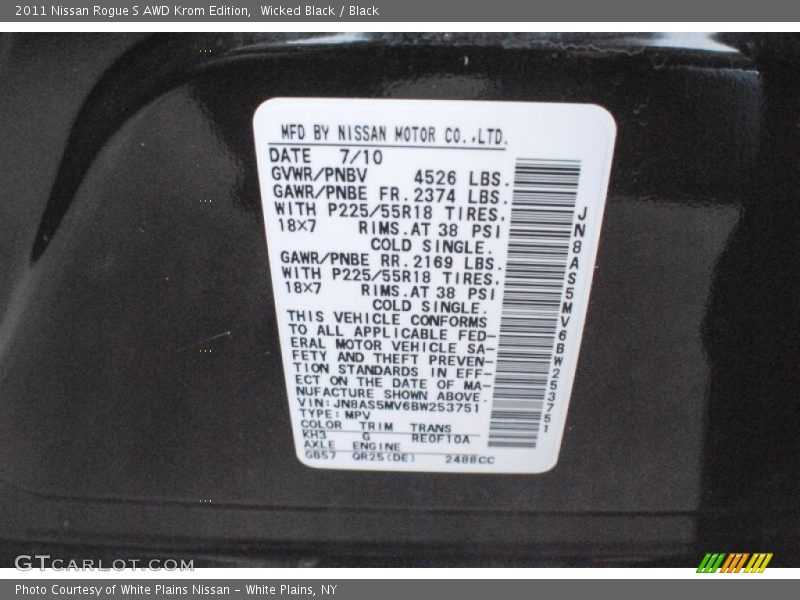 2011 Nissan Rogue S AWD Krom Edition,  Wicked Black / Black
MFD BY NISSAN MOTOR CO.,LTD.
DATE 7/10
GVWR/PNBV 4526 LBS.
GAWR/PNBE FR. 2374 LBS.
WITH P225/55R18 TIRES,
18X7 RIMS.AT 38 PSI
COLD SINGLE.
GAWR/PNBE RR. 2169 LBS.
WITH P225/55R18 TIRES,
18X7 RIMS.AT 38 PSI
COLD SINGLE.
THIS VEHICLE CONFORMS
TO ALL APPLICABLE FED-
ERAL MOTOR VEHICLE SA-
FETY AND THEFT PREVEN-
TION STANDARDS IN EFF-
ECT ON THE DATE OF MA-
NUFACTURE SHOWN ABOVE.
VIN: JN8AS5MV6BW253751
TYPE: MPV
COLOR TRIM TRANS
KH3 G RE0F10A
AXLE ENGINE
GB57 QR25(DE) 2488CC
JN8AS5MV6BW253751
GTCARLOT.COM
Photo Courtesy of White Plains Nissan - White Plains, NY